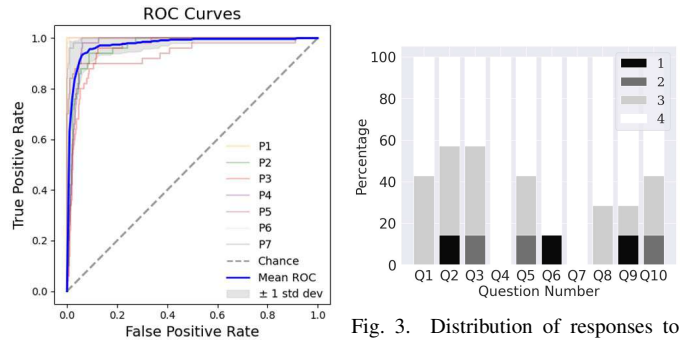 ROC Curves
True Positive Rate
1.0
0.8
0.6
0.4
0.2
0.0
P1
P2
P3
P4
P5
P6
P7
Chance
Mean ROC
± 1 std dev
0.0 0.2 0.4 0.6 0.8 1.0
False Positive Rate
Percentage
100
80
60
40
20
0
1
2
3
4
Q1 Q2 Q3 Q4 Q5 Q6 Q7 Q8 Q9 Q10
Question Number
Fig. 3. Distribution of responses to